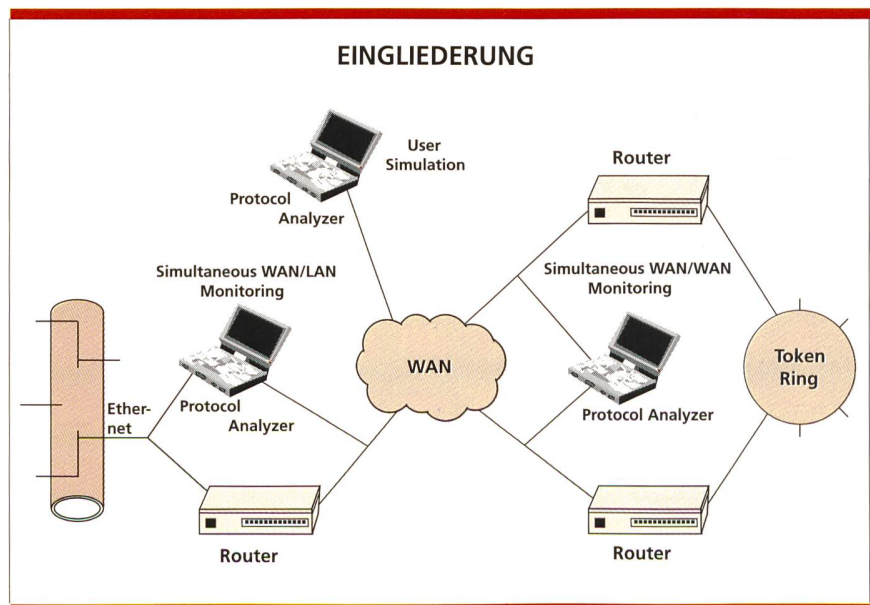 EINGLIEDERUNG
User
Simulation
Protocol
Analyzer
Router
Simultaneous WAN/LAN
Monitoring
Simultaneous WAN/WAN
Monitoring
WAN
Token
Ring
Ether-
net
Protocol
Analyzer
Protocol Analyzer
Router
Router